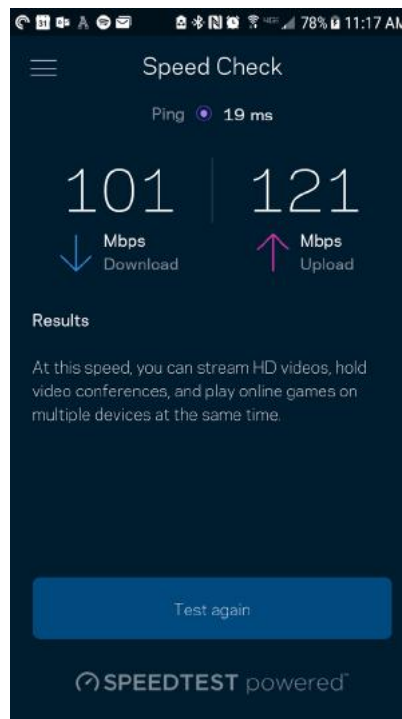 31 78% 11:17 AM
Speed Check
Ping 19 ms
101 121
Mbps Mbps
Download Upload
Results
At this speed, you can stream HD videos, hold
video conferences, and play online games on
multiple devices at the same time.
Test again
SPEEDTEST powered™